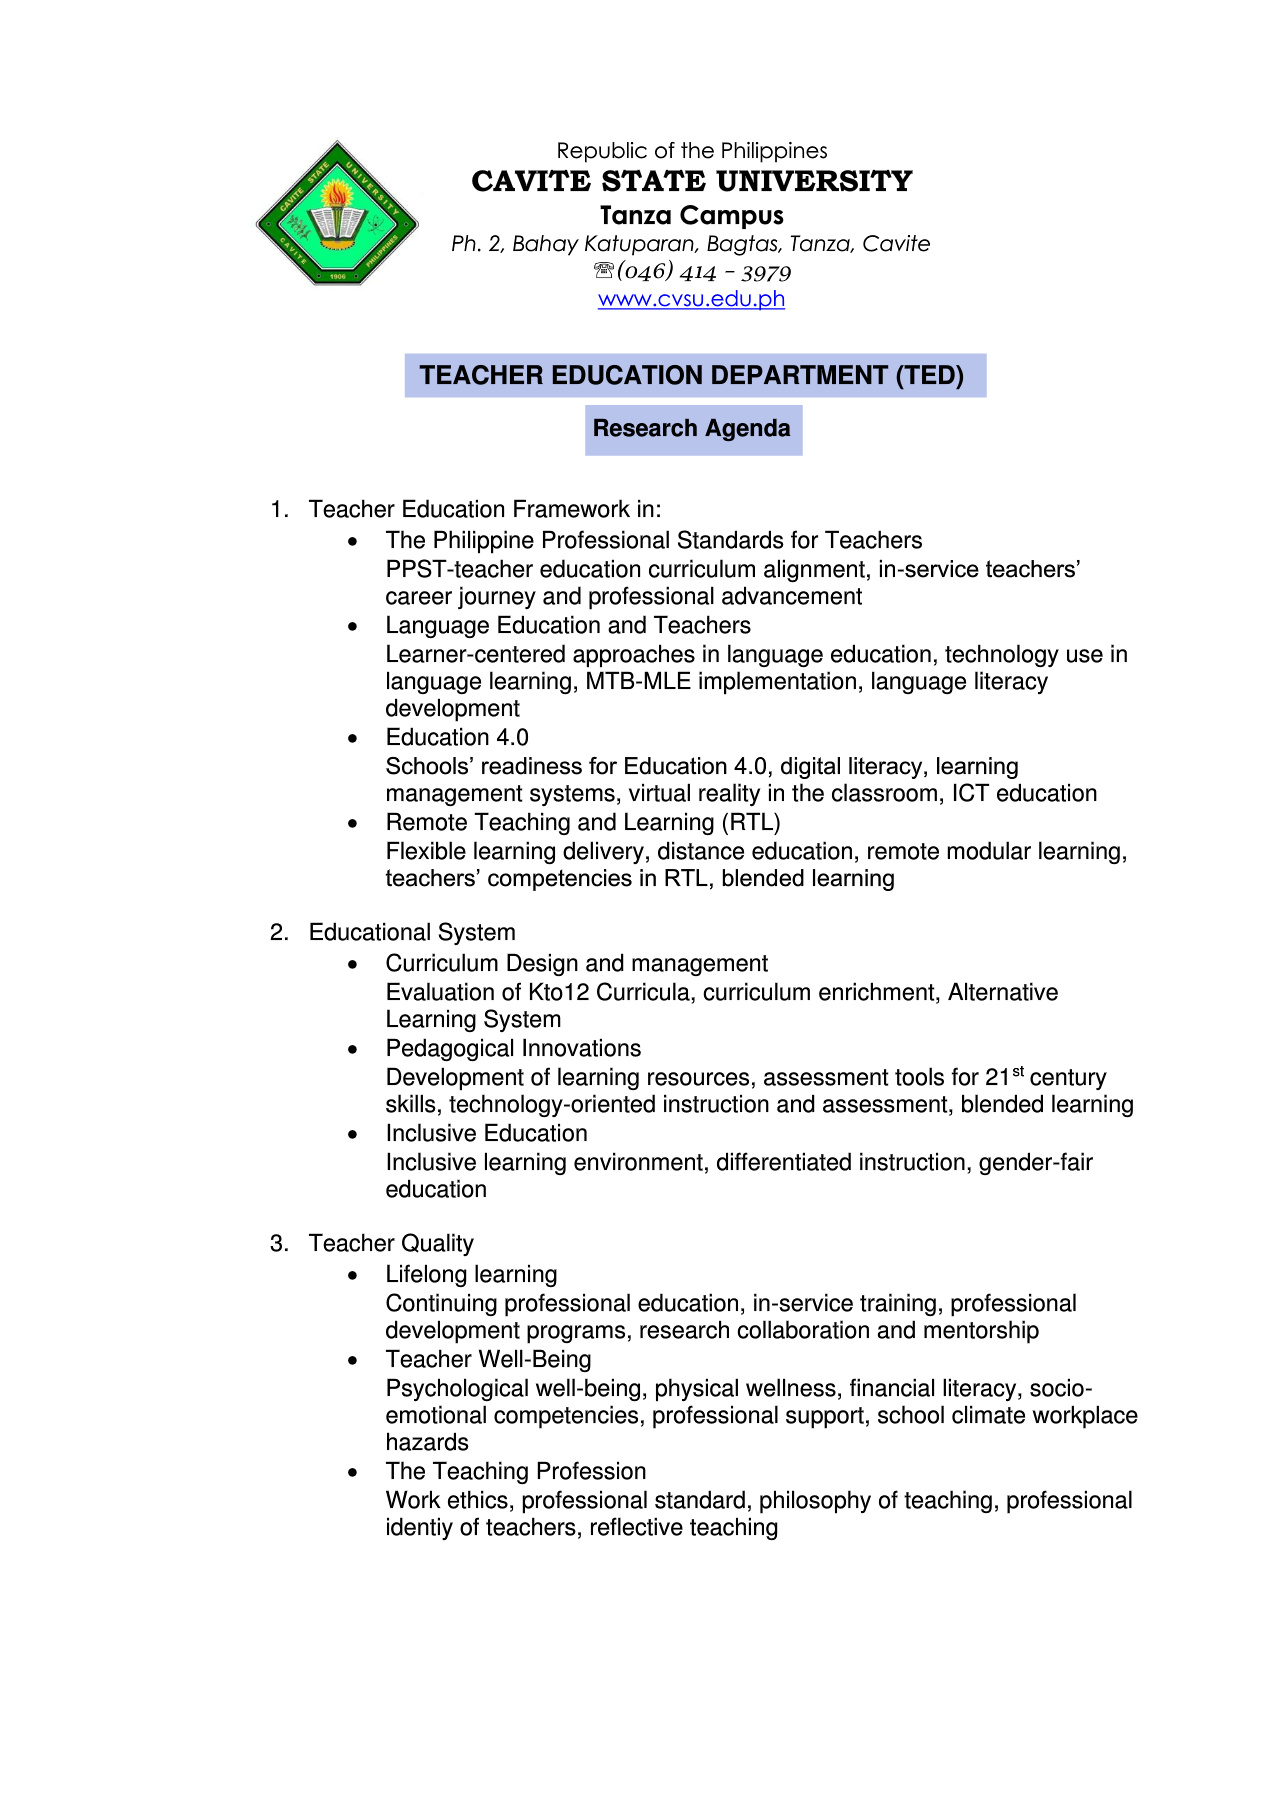 Republic of the Philippines
CAVITE STATE UNIVERSITY
Tanza Campus
Ph. 2, Bahay Katuparan, Bagtas, Tanza, Cavite
☏(046) 414 – 3979
www.cvsu.edu.ph
CAVITE STATE UNIVERSITY
CAVITE PHILIPPINES
1906
TEACHER EDUCATION DEPARTMENT (TED)
Research Agenda
1. Teacher Education Framework in:
• The Philippine Professional Standards for Teachers
PPST-teacher education curriculum alignment, in-service teachers’
career journey and professional advancement
• Language Education and Teachers
Learner-centered approaches in language education, technology use in
language learning, MTB-MLE implementation, language literacy
development
• Education 4.0
Schools’ readiness for Education 4.0, digital literacy, learning
management systems, virtual reality in the classroom, ICT education
• Remote Teaching and Learning (RTL)
Flexible learning delivery, distance education, remote modular learning,
teachers’ competencies in RTL, blended learning
2. Educational System
• Curriculum Design and management
Evaluation of Kto12 Curricula, curriculum enrichment, Alternative
Learning System
• Pedagogical Innovations
Development of learning resources, assessment tools for 21st century
skills, technology-oriented instruction and assessment, blended learning
• Inclusive Education
Inclusive learning environment, differentiated instruction, gender-fair
education
3. Teacher Quality
• Lifelong learning
Continuing professional education, in-service training, professional
development programs, research collaboration and mentorship
• Teacher Well-Being
Psychological well-being, physical wellness, financial literacy, socio-
emotional competencies, professional support, school climate workplace
hazards
• The Teaching Profession
Work ethics, professional standard, philosophy of teaching, professional
identiy of teachers, reflective teaching